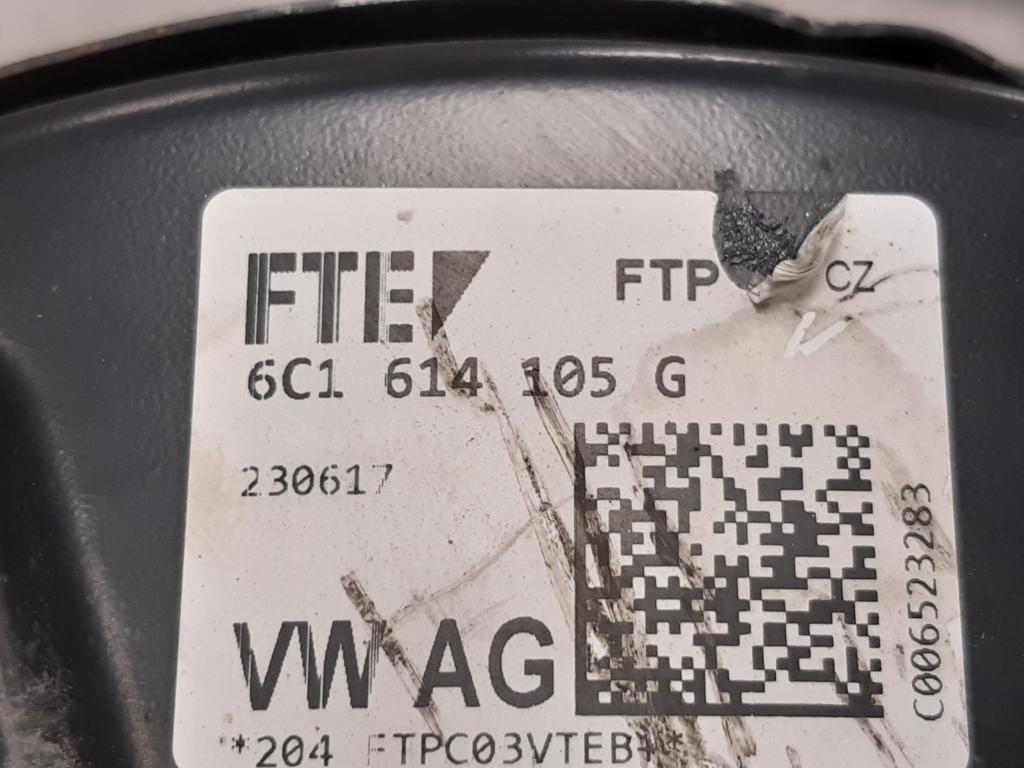 FTE
FTP CZ
6C1 614 105 G
230617
VW AG
*204 FTPC03VTEB
C006523283